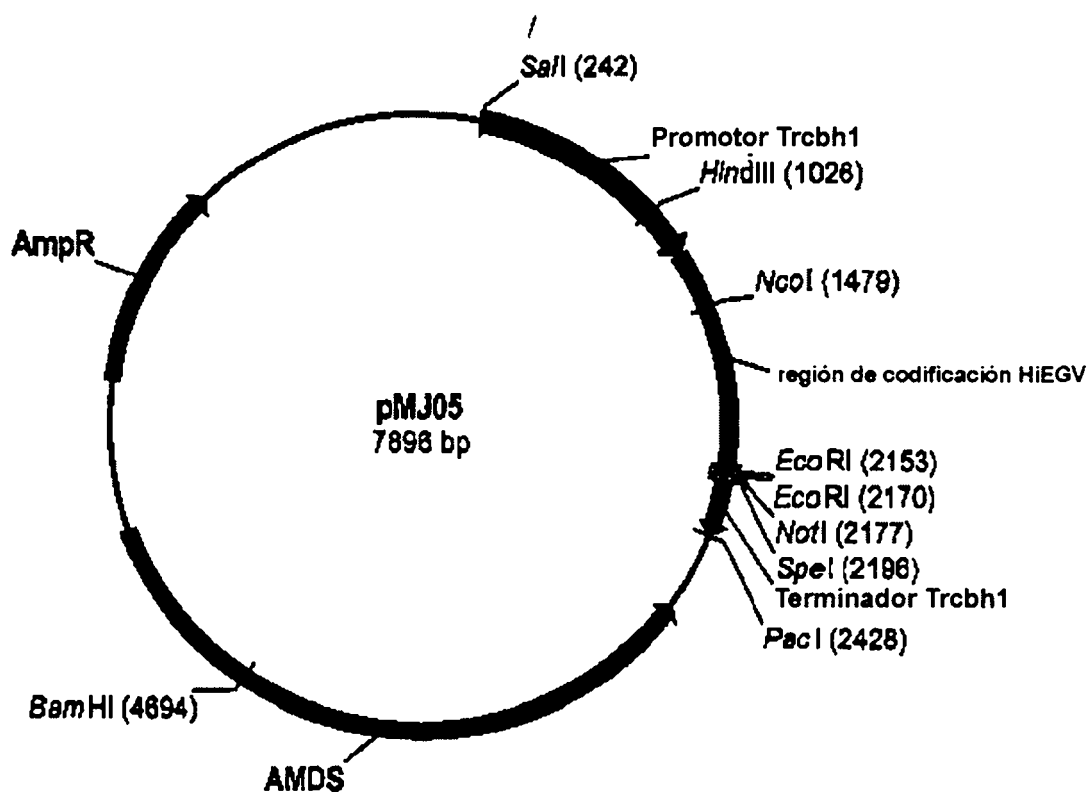 SalI (242)
Promotor Trcbh1
HindIII (1026)
AmpR
NcoI (1479)
región de codificación HiEGV
pMJ05
7896 bp
EcoRI (2153)
EcoRI (2170)
NotI (2177)
SpeI (2196)
Terminador Trcbh1
PacI (2428)
BamHI (4694)
AMDS